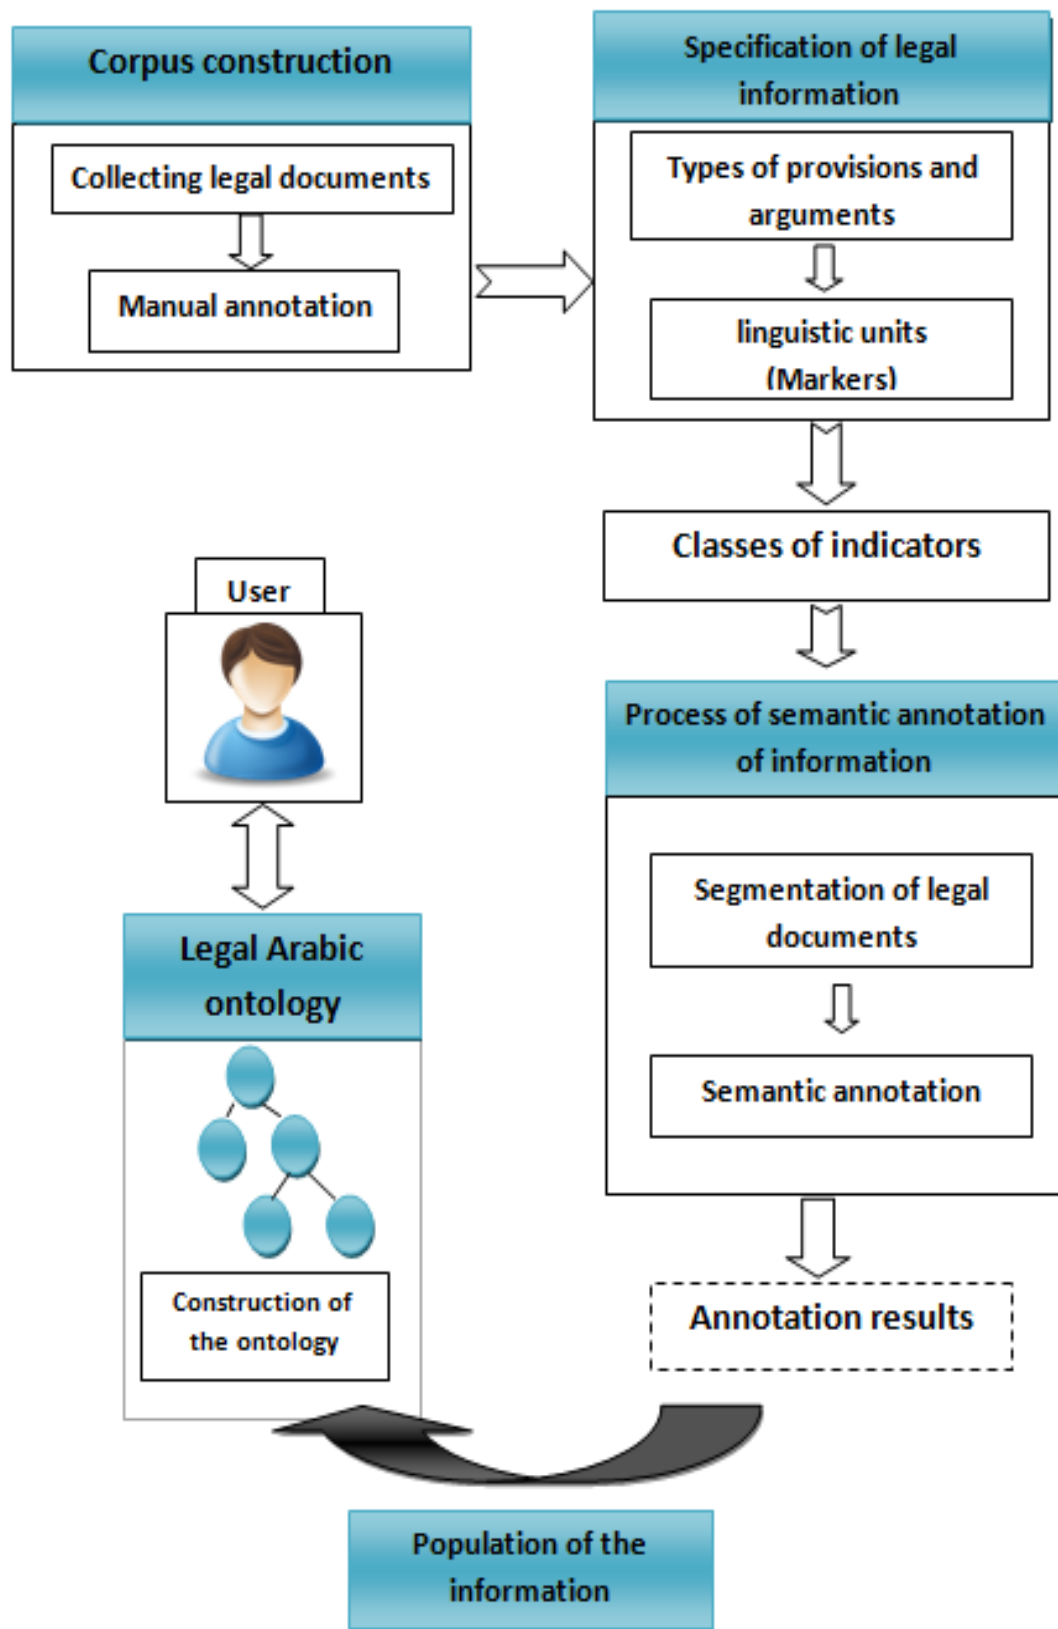 Corpus construction
Collecting legal documents
Manual annotation
Specification of legal
information
Types of provisions and
arguments
linguistic units
(Markers)
Classes of indicators
Process of semantic annotation
of information
Segmentation of legal
documents
Semantic annotation
Annotation results
User
Legal Arabic
ontology
Construction of
the ontology
Population of the
information